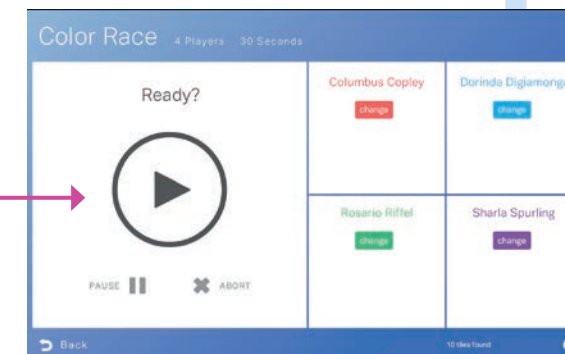 Color Race 4 Players 30 Seconds
Ready?
PAUSE ABORT
Columbus Copley
change
Dorinda Digiamonga
change
Rosario Riffel
change
Sharla Spurling
change
Back
10 tiles found